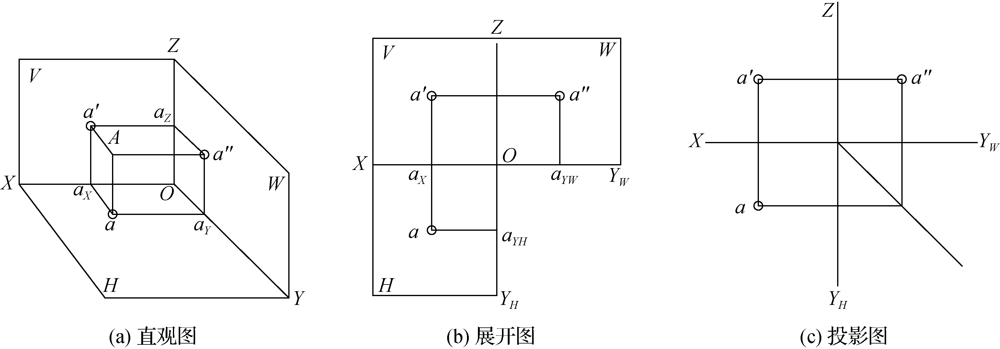 Z
V
a′
a_Z
A
a″
X
a_X
O
W
a
a_Y
H
Y
(a) 直观图
Z
V
W
a′
a″
X
O
a_X
a_YW
Y_W
a
a_YH
H
Y_H
(b) 展开图
Z
a′
a″
X
Y_W
a
Y_H
(c) 投影图